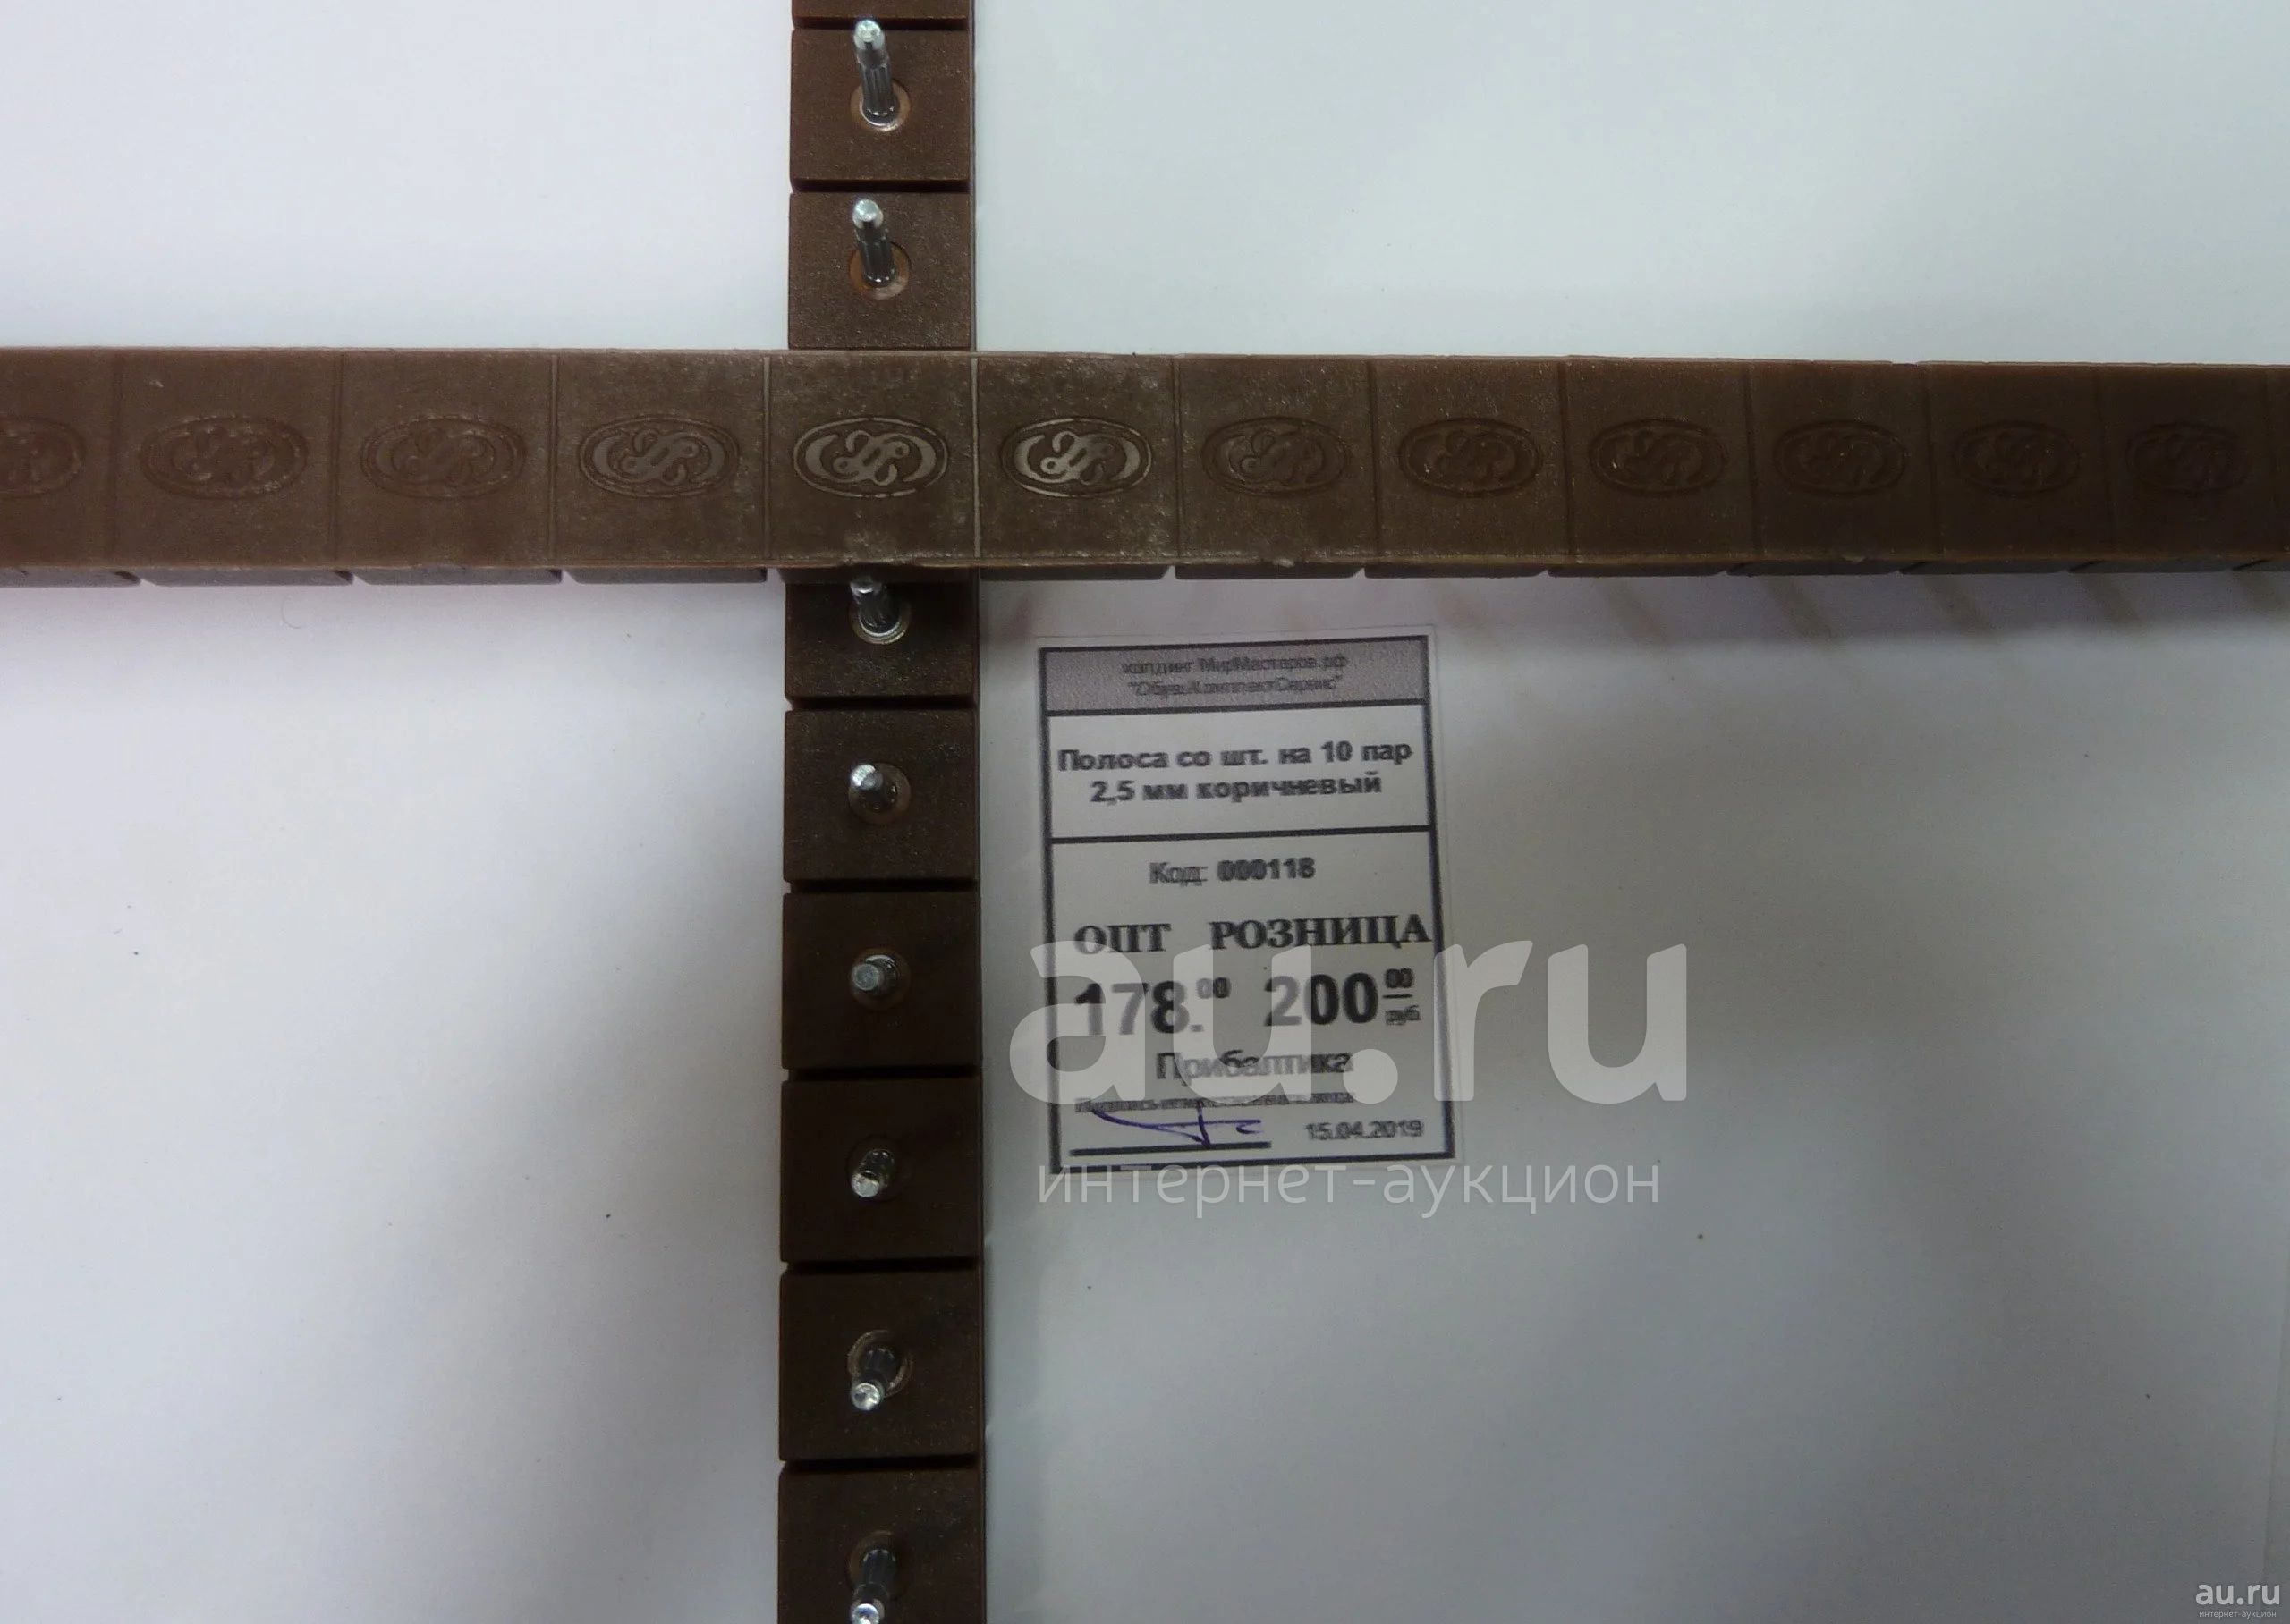 холдинг МирМастеров.рф
"ОбувьКомплектСервис"
Полоса со шт. на 10 пар
2,5 мм коричневый
Код: 000118
ОПТ РОЗНИЦА
178.00 200 00 руб.
Прибалтика
15.04.2019
au.ru
интернет-аукцион
au.ru
интернет-аукцион